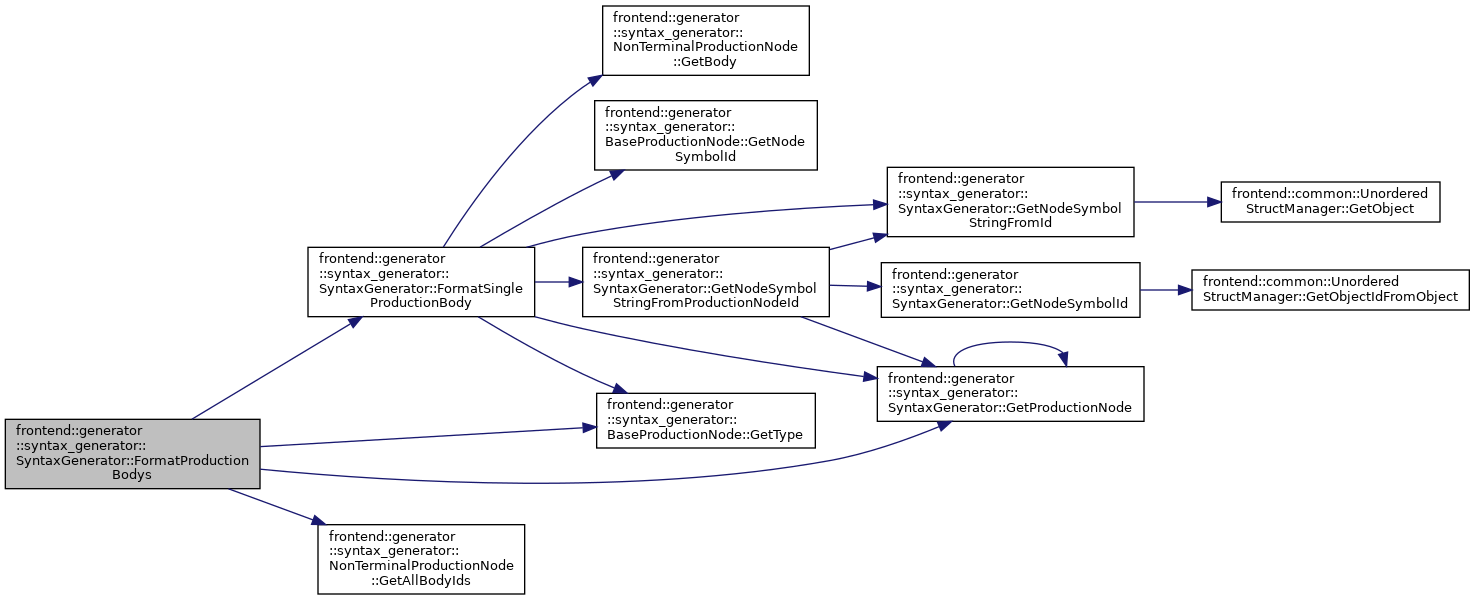 frontend::generator
::syntax_generator::
NonTerminalProductionNode
::GetBody
frontend::generator
::syntax_generator::
BaseProductionNode::GetNode
SymbolId
frontend::generator
::syntax_generator::
SyntaxGenerator::GetNodeSymbol
StringFromId
frontend::common::Unordered
StructManager::GetObject
frontend::generator
::syntax_generator::
SyntaxGenerator::FormatSingle
ProductionBody
frontend::generator
::syntax_generator::
SyntaxGenerator::GetNodeSymbol
StringFromProductionNodeId
frontend::generator
::syntax_generator::
SyntaxGenerator::GetNodeSymbolId
frontend::common::Unordered
StructManager::GetObjectIdFromObject
frontend::generator
::syntax_generator::
SyntaxGenerator::GetProductionNode
frontend::generator
::syntax_generator::
BaseProductionNode::GetType
frontend::generator
::syntax_generator::
SyntaxGenerator::FormatProduction
Bodys
frontend::generator
::syntax_generator::
NonTerminalProductionNode
::GetAllBodyIds